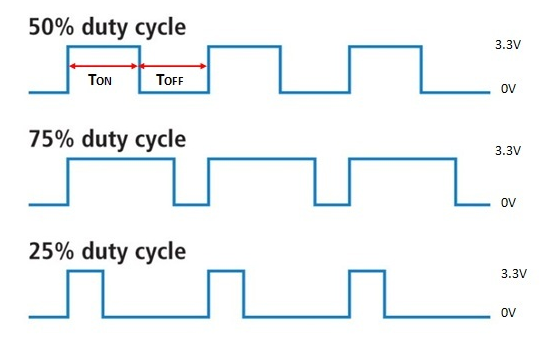 50% duty cycle
3.3V
TON TOFF
0V
75% duty cycle
3.3V
0V
25% duty cycle
3.3V
0V